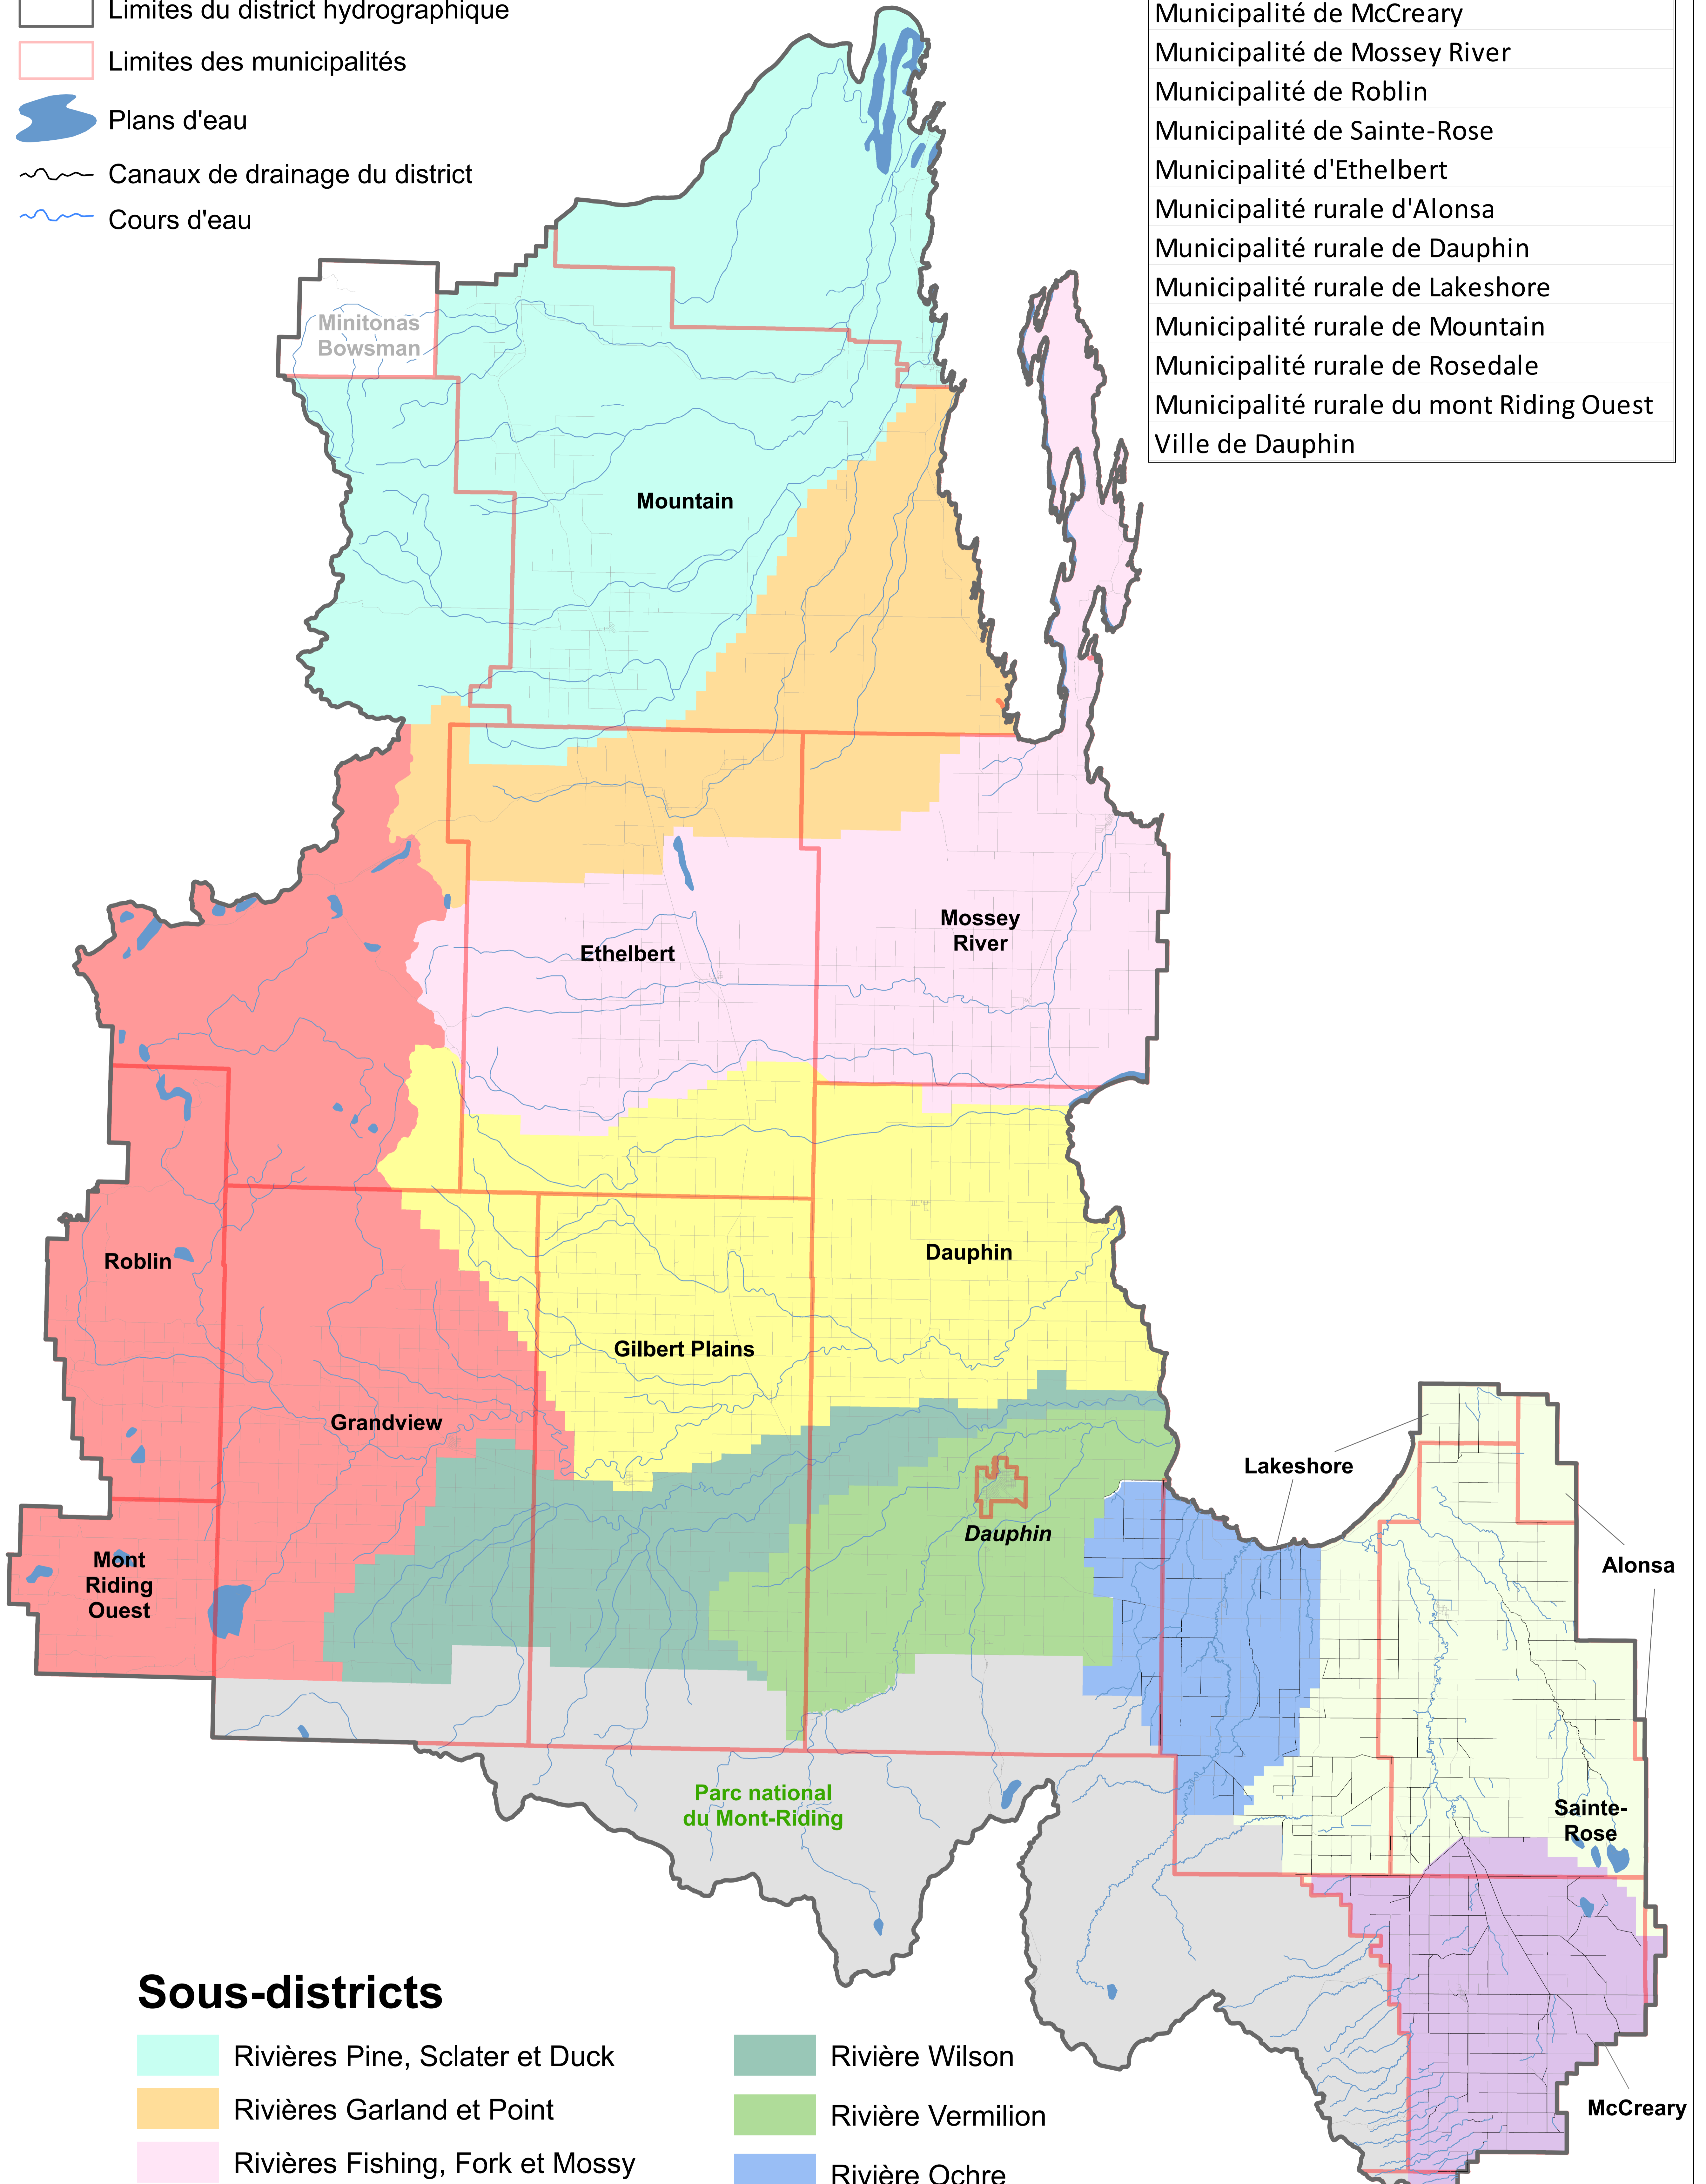 Limites du district hydrographique
Limites des municipalités
Plans d'eau
Canaux de drainage du district
Cours d'eau
Municipalité de McCreary
Municipalité de Mossey River
Municipalité de Roblin
Municipalité de Sainte-Rose
Municipalité d'Ethelbert
Municipalité rurale d'Alonsa
Municipalité rurale de Dauphin
Municipalité rurale de Lakeshore
Municipalité rurale de Mountain
Municipalité rurale de Rosedale
Municipalité rurale du mont Riding Ouest
Ville de Dauphin
Minitonas
Bowsman
Mountain
Mossey
River
Ethelbert
Dauphin
Roblin
Gilbert Plains
Grandview
Lakeshore
Dauphin
Mont
Riding
Ouest
Alonsa
Parc national
du Mont-Riding
Sainte-
Rose
McCreary
Sous-districts
Rivières Pine, Sclater et Duck
Rivières Garland et Point
Rivières Fishing, Fork et Mossy
Rivière Wilson
Rivière Vermilion
Rivière Ochre